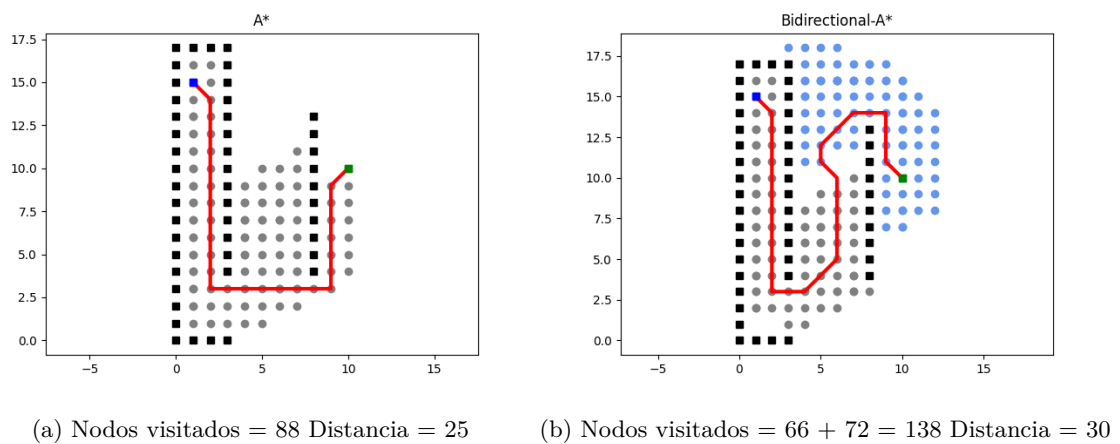 A*
17.5
15.0
12.5
10.0
7.5
5.0
2.5
0.0
−5 0 5 10 15
Bidirectional-A*
17.5
15.0
12.5
10.0
7.5
5.0
2.5
0.0
−5 0 5 10 15
(a) Nodos visitados = 88 Distancia = 25
(b) Nodos visitados = 66 + 72 = 138 Distancia = 30